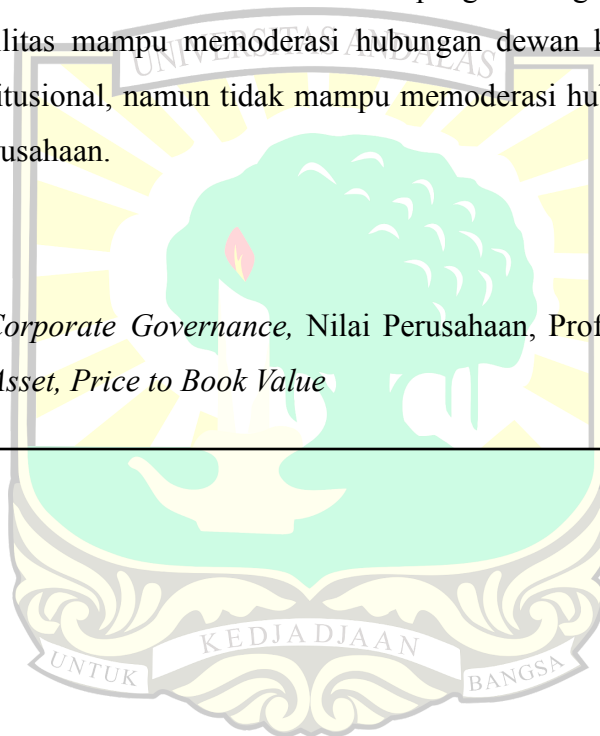 UNIVERSITAS ANDALAS
ilitas mampu memoderasi hubungan dewan k
itusional, namun tidak mampu memoderasi hu
usahaan.
Corporate Governance, Nilai Perusahaan, Prof
Asset, Price to Book Value
UNTUK KEDJADJAAN BANGSA